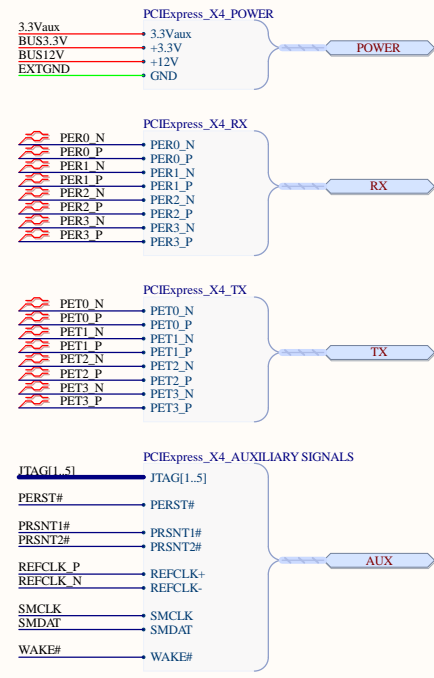 PCIExpress_X4_POWER
3.3Vaux 3.3Vaux
BUS3.3V +3.3V POWER
BUS12V +12V
EXTGND GND
PCIExpress_X4_RX
PER0_N PER0_N
PER0_P PER0_P
PER1_N PER1_N
PER1_P PER1_P RX
PER2_N PER2_N
PER2_P PER2_P
PER3_N PER3_N
PER3_P PER3_P
PCIExpress_X4_TX
PET0_N PET0_N
PET0_P PET0_P
PET1_N PET1_N
PET1_P PET1_P TX
PET2_N PET2_N
PET2_P PET2_P
PET3_N PET3_N
PET3_P PET3_P
PCIExpress_X4_AUXILIARY SIGNALS
JTAG[1..5] JTAG[1..5]
PERST# PERST#
PRSNT1# PRSNT1#
PRSNT2# PRSNT2#
AUX
REFCLK_P REFCLK+
REFCLK_N REFCLK-
SMCLK SMCLK
SMDAT SMDAT
WAKE# WAKE#